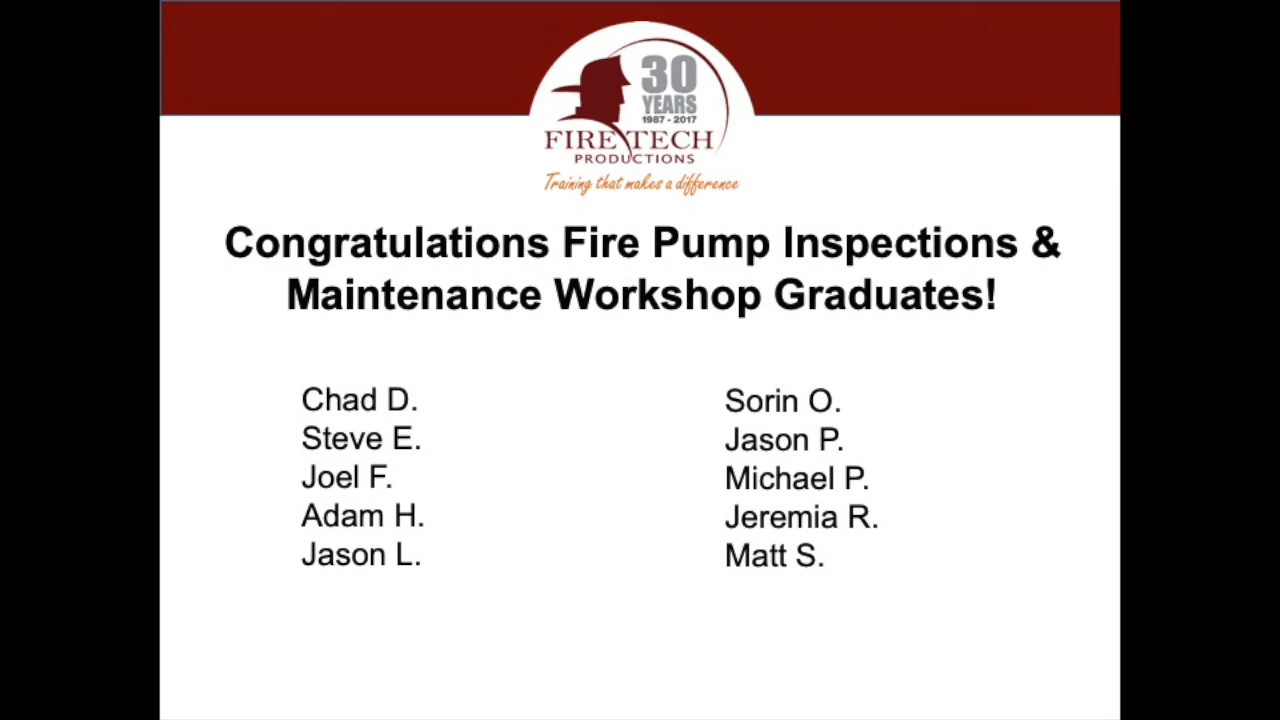 30
YEARS
1987 - 2017
FIRE TECH
PRODUCTIONS
Training that makes a difference
Congratulations Fire Pump Inspections &
Maintenance Workshop Graduates!
Chad D.
Steve E.
Joel F.
Adam H.
Jason L.
Sorin O.
Jason P.
Michael P.
Jeremia R.
Matt S.